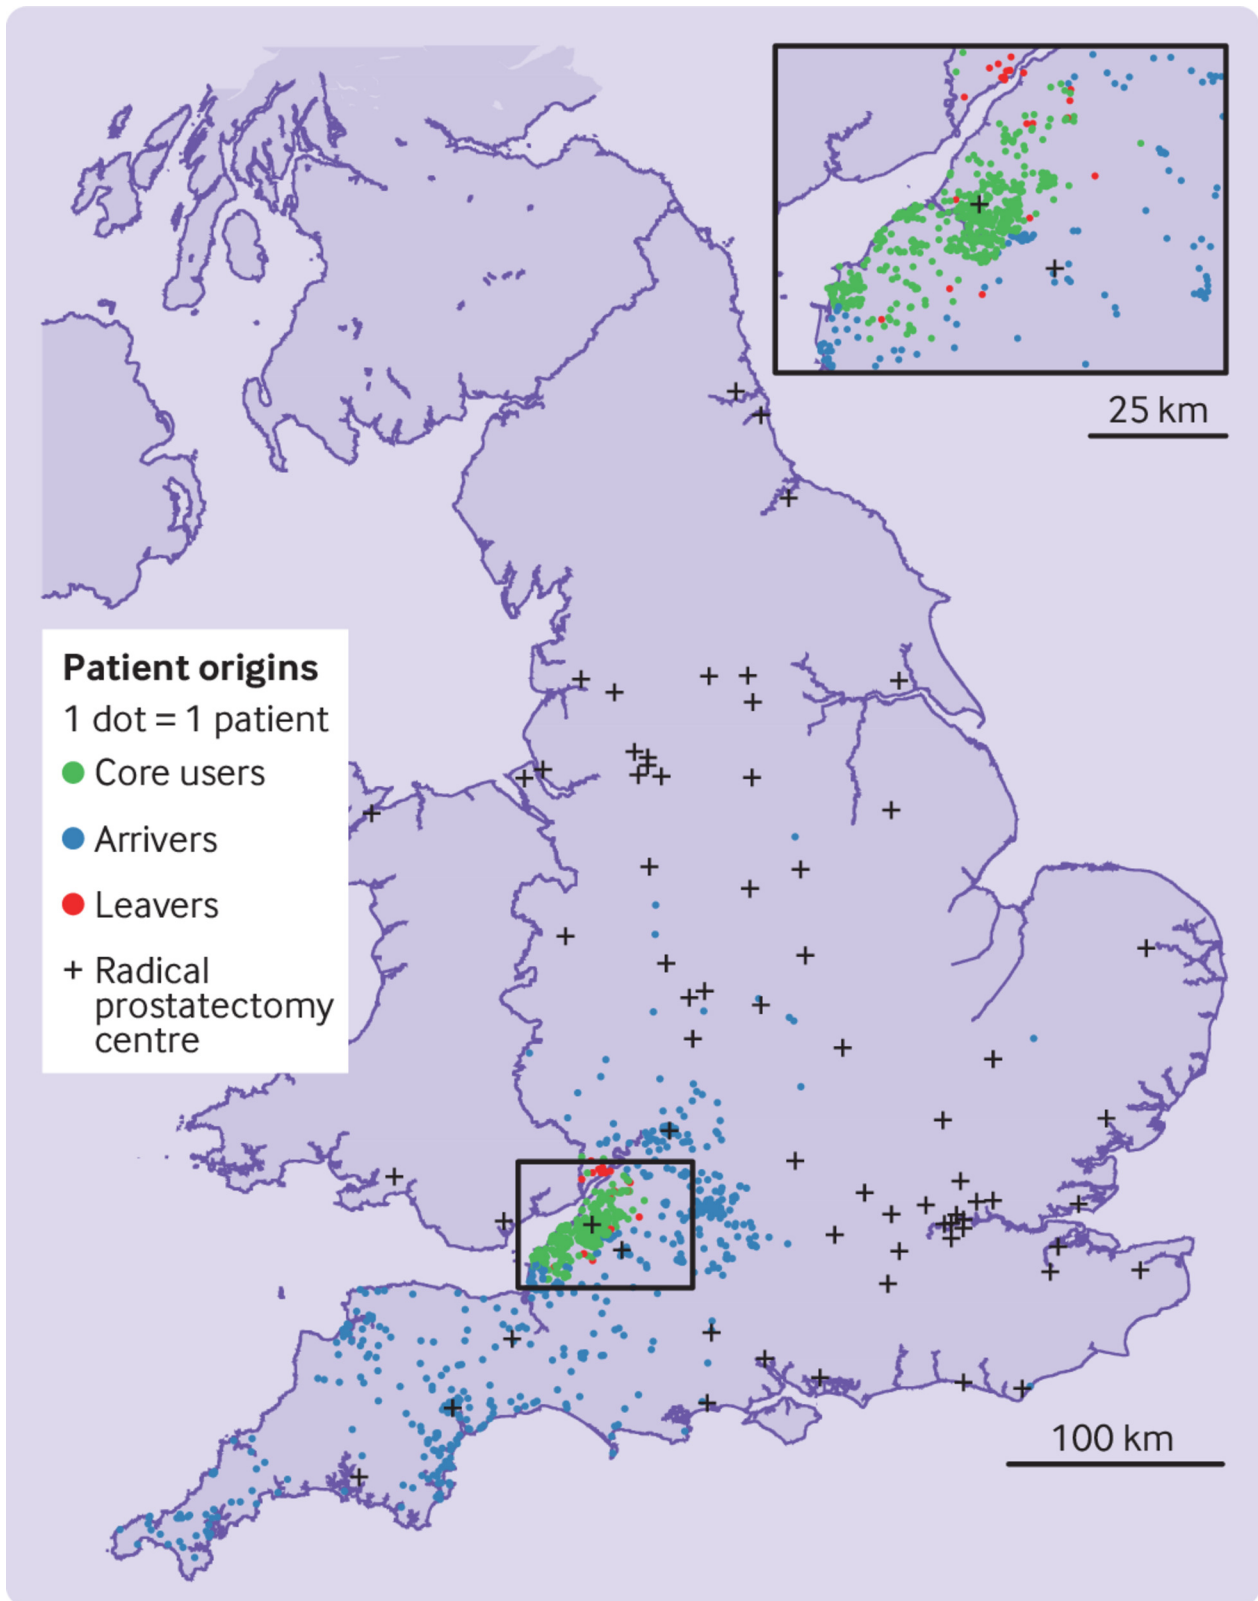 25 km
Patient origins
1 dot = 1 patient
Core users
Arrivers
Leavers
Radical
prostatectomy
centre
100 km